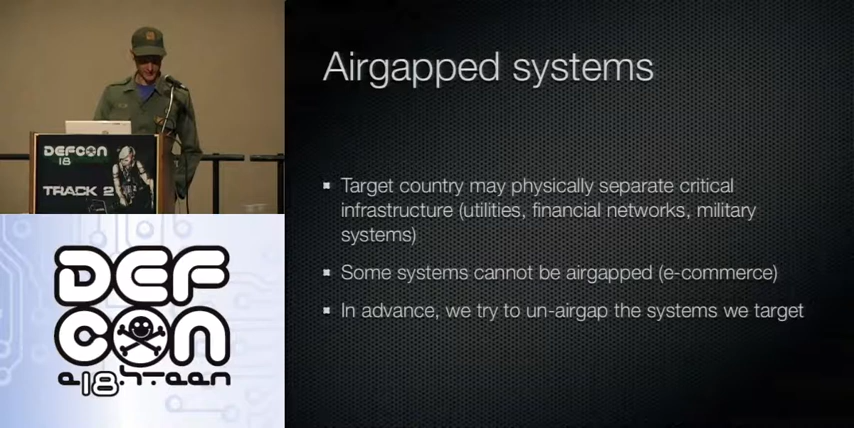 Airgapped systems
Target country may physically separate critical
infrastructure (utilities, financial networks, military
systems)
Some systems cannot be airgapped (e-commerce)
In advance, we try to un-airgap the systems we target
DEFCON
18
TRACK 2
DEF
CON
e18hteen